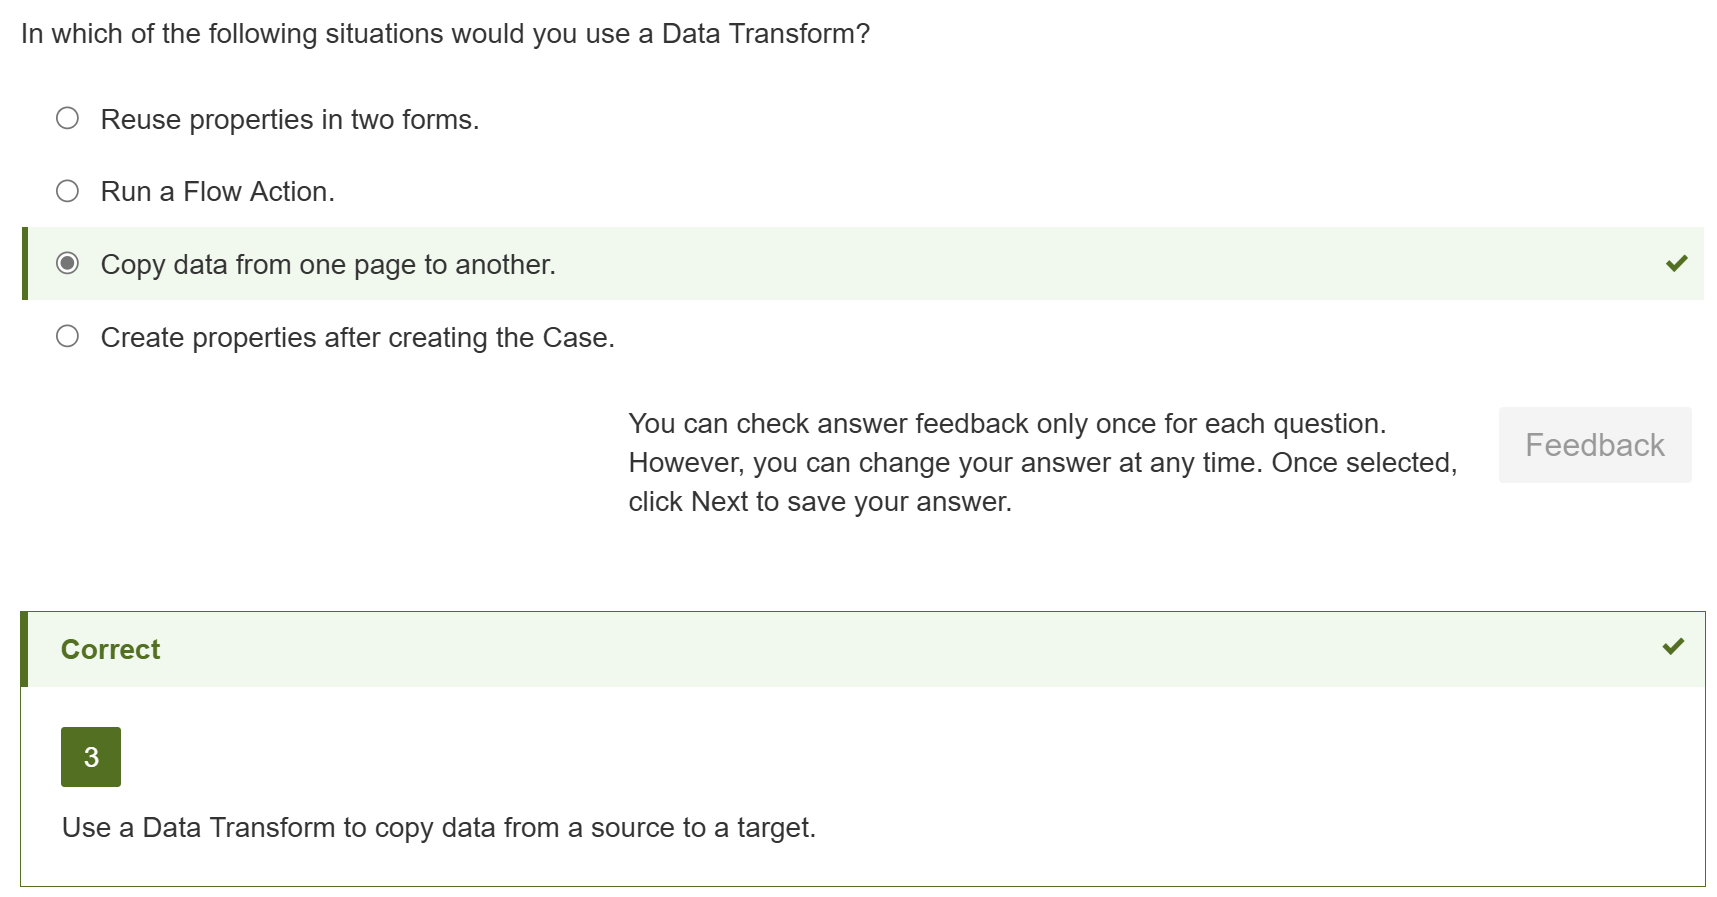 In which of the following situations would you use a Data Transform?
Reuse properties in two forms.
Run a Flow Action.
Copy data from one page to another.
Create properties after creating the Case.
You can check answer feedback only once for each question.
However, you can change your answer at any time. Once selected,
click Next to save your answer.
Feedback
Correct
3
Use a Data Transform to copy data from a source to a target.